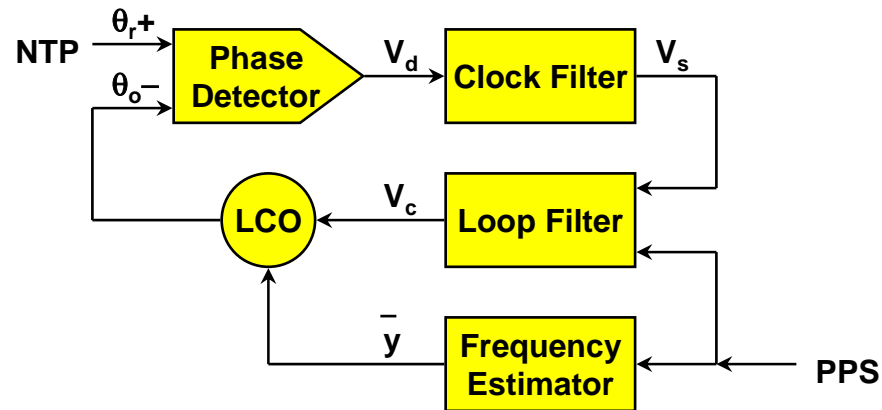 NTP
θr+
θo−
Phase
Detector
Vd
Clock Filter
Vs
LCO
Vc
Loop Filter
y̅
Frequency
Estimator
PPS